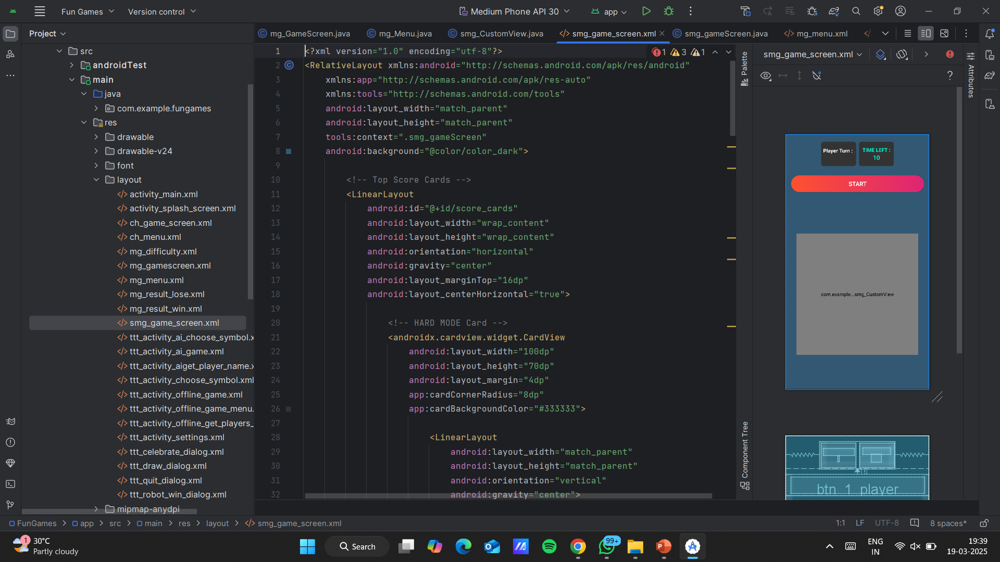 Fun Games
Version control
Medium Phone API 30
app
Project
src
androidTest
main
java
com.example.fungames
res
drawable
drawable-v24
font
layout
activity_main.xml
activity_splash_screen.xml
ch_game_screen.xml
ch_menu.xml
mg_difficulty.xml
mg_gamescreen.xml
mg_menu.xml
mg_result_lose.xml
mg_result_win.xml
smg_game_screen.xml
ttt_activity_ai_choose_symbol.x
ttt_activity_ai_game.xml
ttt_activity_aiget_player_name.x
ttt_activity_choose_symbol.xml
ttt_activity_offline_game.xml
ttt_activity_offline_game_menu.
ttt_activity_offline_get_players_
ttt_activity_settings.xml
ttt_celebrate_dialog.xml
ttt_draw_dialog.xml
ttt_quit_dialog.xml
ttt_robot_win_dialog.xml
mipmap-anydpi
mg_GameScreen.java
mg_Menu.java
smg_CustomView.java
smg_game_screen.xml
smg_gameScreen.java
mg_menu.xml
1 3 1
1 <?xml version="1.0" encoding="utf-8"?>
2 <RelativeLayout xmlns:android="http://schemas.android.com/apk/res/android"
3 xmlns:app="http://schemas.android.com/apk/res-auto"
4 xmlns:tools="http://schemas.android.com/tools"
5 android:layout_width="match_parent"
6 android:layout_height="match_parent"
7 tools:context=".smg_gameScreen"
8 android:background="@color/color_dark">
9
10 <!-- Top Score Cards -->
11 <LinearLayout
12 android:id="@+id/score_cards"
13 android:layout_width="wrap_content"
14 android:layout_height="wrap_content"
15 android:orientation="horizontal"
16 android:gravity="center"
17 android:layout_marginTop="16dp"
18 android:layout_centerHorizontal="true">
19
20 <!-- HARD MODE Card -->
21 <androidx.cardview.widget.CardView
22 android:layout_width="100dp"
23 android:layout_height="70dp"
24 android:layout_margin="4dp"
25 app:cardCornerRadius="8dp"
26 app:cardBackgroundColor="#333333">
27
28 <LinearLayout
29 android:layout_width="match_parent"
30 android:layout_height="match_parent"
31 android:orientation="vertical"
32 android:gravity="center">
Palette
Component Tree
smg_game_screen.xml
?
Attributes
Player Turn :
TIME LEFT :
10
START
com.example...smg_CustomView
btn_1_player
FunGames
app
src
main
res
layout
smg_game_screen.xml
1:1
LF
UTF-8
8 spaces*
1
30°C
Partly cloudy
Search
99+
ENG
IN
19:39
19-03-2025